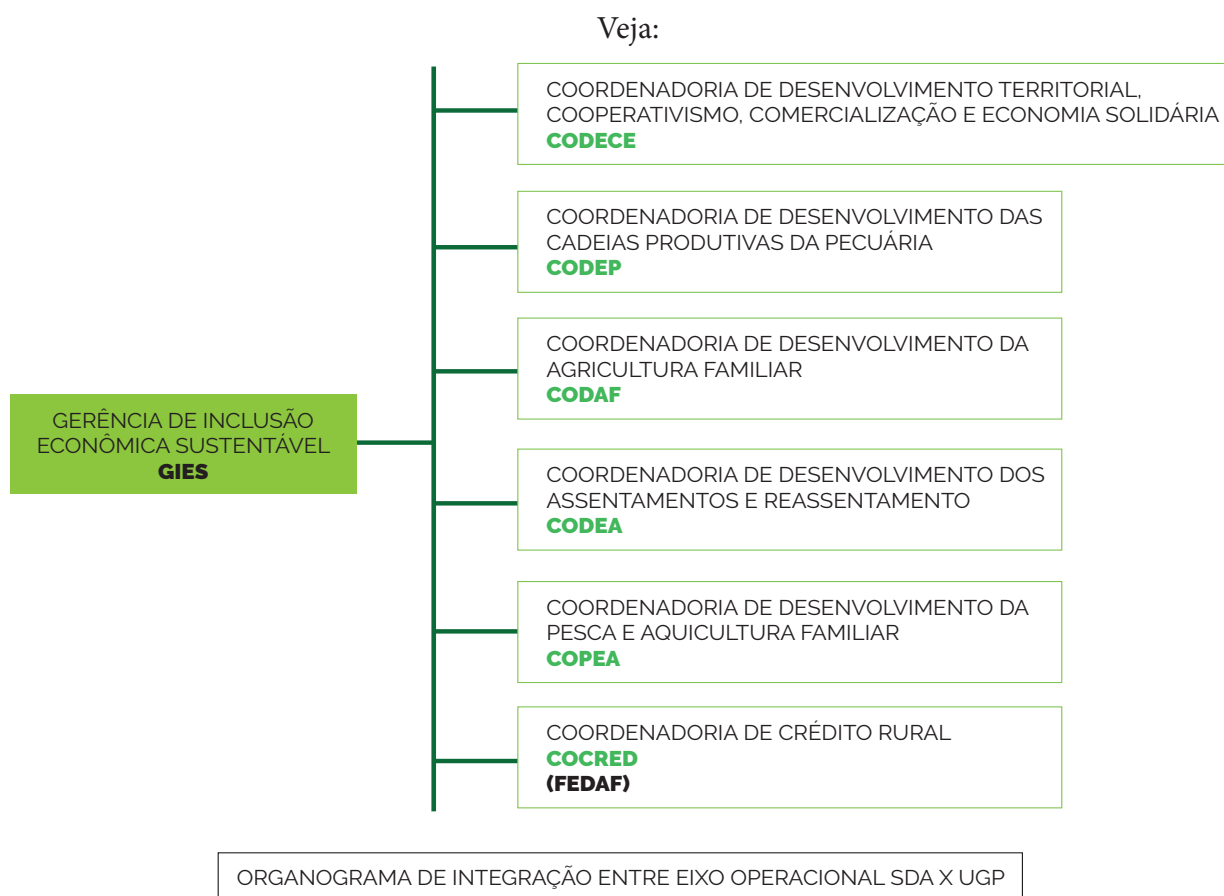 Veja:
COORDENADORIA DE DESENVOLVIMENTO TERRITORIAL,
COOPERATIVISMO, COMERCIALIZAÇÃO E ECONOMIA SOLIDÁRIA
CODECE
COORDENADORIA DE DESENVOLVIMENTO DAS
CADEIAS PRODUTIVAS DA PECUÁRIA
CODEP
COORDENADORIA DE DESENVOLVIMENTO DA
AGRICULTURA FAMILIAR
CODAF
GERÊNCIA DE INCLUSÃO
ECONÔMICA SUSTENTÁVEL
GIES
COORDENADORIA DE DESENVOLVIMENTO DOS
ASSENTAMENTOS E REASSENTAMENTO
CODEA
COORDENADORIA DE DESENVOLVIMENTO DA
PESCA E AQUICULTURA FAMILIAR
COPEA
COORDENADORIA DE CRÉDITO RURAL
COCRED
(FEDAF)
ORGANOGRAMA DE INTEGRAÇÃO ENTRE EIXO OPERACIONAL SDA X UGP